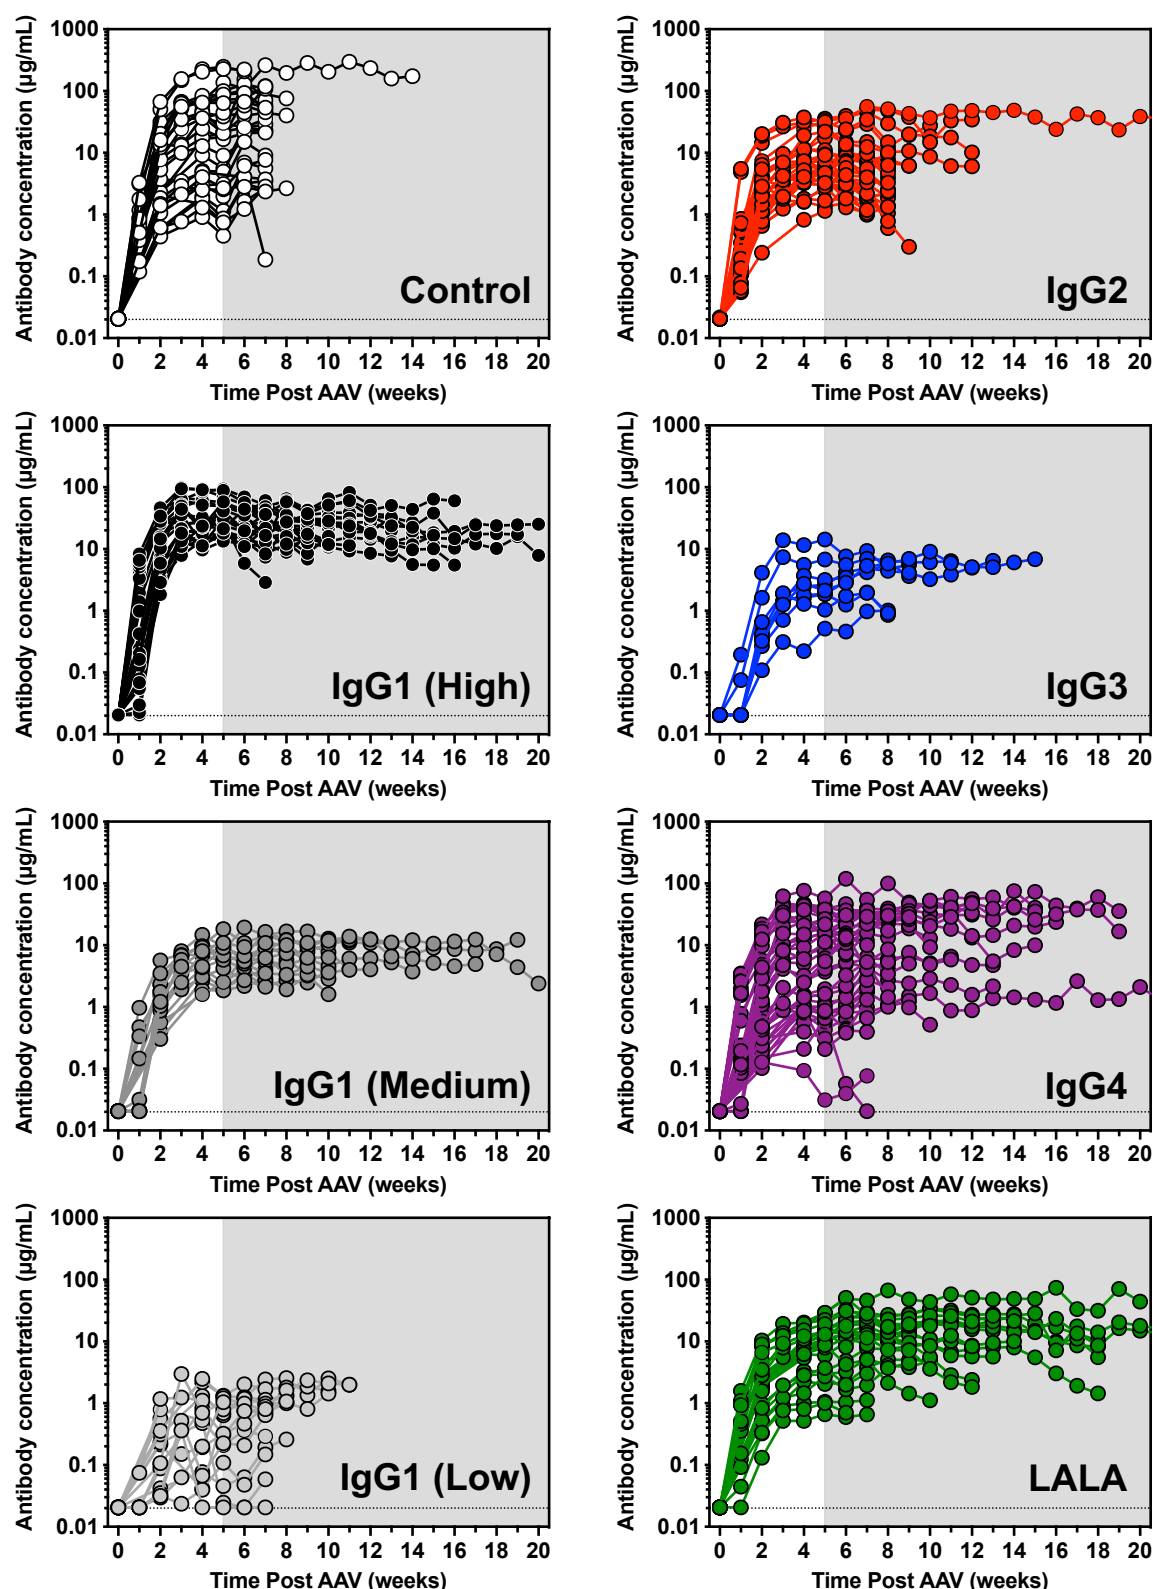 Antibody concentration (µg/mL)
1000
100
10
1
0.1
0.01
Control
0 2 4 6 8 10 12 14 16 18 20
Time Post AAV (weeks)
Antibody concentration (µg/mL)
1000
100
10
1
0.1
0.01
IgG2
0 2 4 6 8 10 12 14 16 18 20
Time Post AAV (weeks)
Antibody concentration (µg/mL)
1000
100
10
1
0.1
0.01
IgG1 (High)
0 2 4 6 8 10 12 14 16 18 20
Time Post AAV (weeks)
Antibody concentration (µg/mL)
1000
100
10
1
0.1
0.01
IgG3
0 2 4 6 8 10 12 14 16 18 20
Time Post AAV (weeks)
Antibody concentration (µg/mL)
1000
100
10
1
0.1
0.01
IgG1 (Medium)
0 2 4 6 8 10 12 14 16 18 20
Time Post AAV (weeks)
Antibody concentration (µg/mL)
1000
100
10
1
0.1
0.01
IgG4
0 2 4 6 8 10 12 14 16 18 20
Time Post AAV (weeks)
Antibody concentration (µg/mL)
1000
100
10
1
0.1
0.01
IgG1 (Low)
0 2 4 6 8 10 12 14 16 18 20
Time Post AAV (weeks)
Antibody concentration (µg/mL)
1000
100
10
1
0.1
0.01
LALA
0 2 4 6 8 10 12 14 16 18 20
Time Post AAV (weeks)